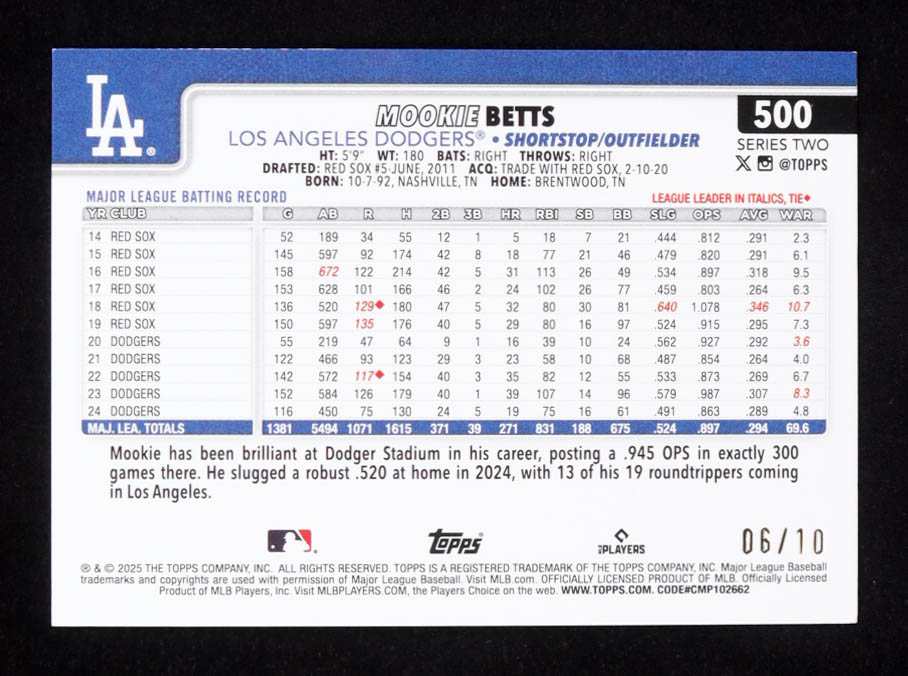 LA®
MOOKIE BETTS
500
LOS ANGELES DODGERS® • SHORTSTOP/OUTFIELDER
SERIES TWO
HT: 5'9" WT: 180 BATS: RIGHT THROWS: RIGHT
@TOPPS
DRAFTED: RED SOX #5-JUNE, 2011 ACQ: TRADE WITH RED SOX, 2-10-20
BORN: 10-7-92, NASHVILLE, TN HOME: BRENTWOOD, TN
MAJOR LEAGUE BATTING RECORD LEAGUE LEADER IN ITALICS, TIE♦
YR CLUB G AB R H 2B 3B HR RBI SB BB SLG OPS AVG WAR
14 RED SOX 52 189 34 55 12 1 5 18 7 21 .444 .812 .291 2.3
15 RED SOX 145 597 92 174 42 8 18 77 21 46 .479 .820 .291 6.1
16 RED SOX 158 672 122 214 42 5 31 113 26 49 .534 .897 .318 9.5
17 RED SOX 153 628 101 166 46 2 24 102 26 77 .459 .803 .264 6.3
18 RED SOX 136 520 129♦ 180 47 5 32 80 30 81 .640 1.078 .346 10.7
19 RED SOX 150 597 135 176 40 5 29 80 16 97 .524 .915 .295 7.3
20 DODGERS 55 219 47 64 9 1 16 39 10 24 .562 .927 .292 3.6
21 DODGERS 122 466 93 123 29 3 23 58 10 68 .487 .854 .264 4.0
22 DODGERS 142 572 117♦ 154 40 3 35 82 12 55 .533 .873 .269 6.7
23 DODGERS 152 584 126 179 40 1 39 107 14 96 .579 .987 .307 8.3
24 DODGERS 116 450 75 130 24 5 19 75 16 61 .491 .863 .289 4.8
MAJ. LEA. TOTALS 1381 5494 1071 1615 371 39 271 831 188 675 .524 .897 .294 69.6
Mookie has been brilliant at Dodger Stadium in his career, posting a .945 OPS in exactly 300
games there. He slugged a robust .520 at home in 2024, with 13 of his 19 roundtrippers coming
in Los Angeles.
TOPPS
PLAYERS
06/10
® & © 2025 THE TOPPS COMPANY, INC. ALL RIGHTS RESERVED. TOPPS IS A REGISTERED TRADEMARK OF THE TOPPS COMPANY, INC. Major League Baseball
trademarks and copyrights are used with permission of Major League Baseball. Visit MLB.com. OFFICIALLY LICENSED PRODUCT OF MLB. Officially Licensed
Product of MLB Players, Inc. Visit MLBPLAYERS.COM, the Players Choice on the web. WWW.TOPPS.COM. CODE#CMP102662